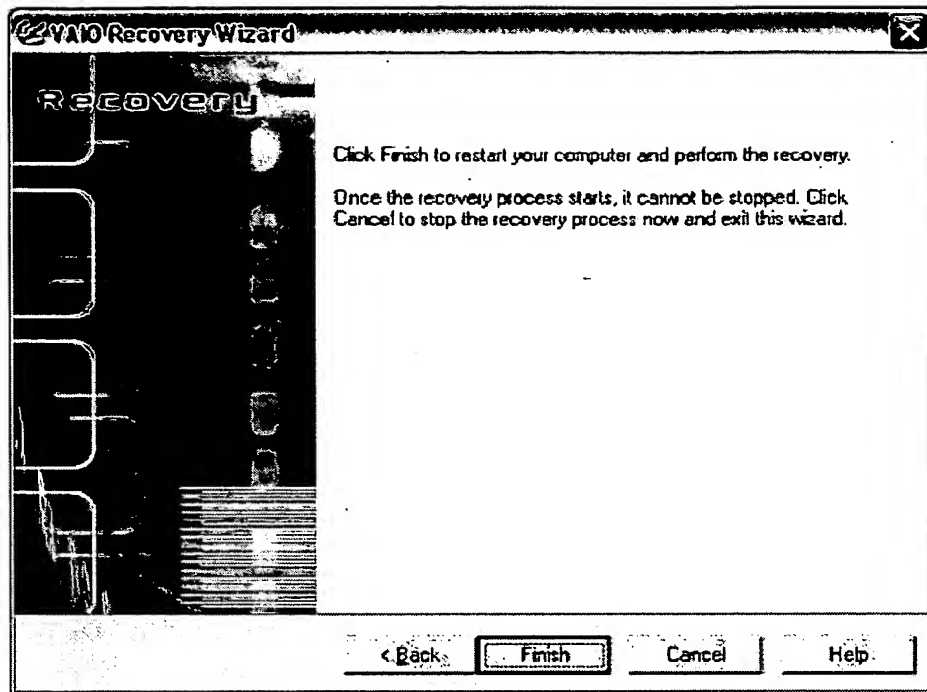 VAIO Recovery Wizard
Recovery
Click Finish to restart your computer and perform the recovery.
Once the recovery process starts, it cannot be stopped. Click
Cancel to stop the recovery process now and exit this wizard.
< Back
Finish
Cancel
Help